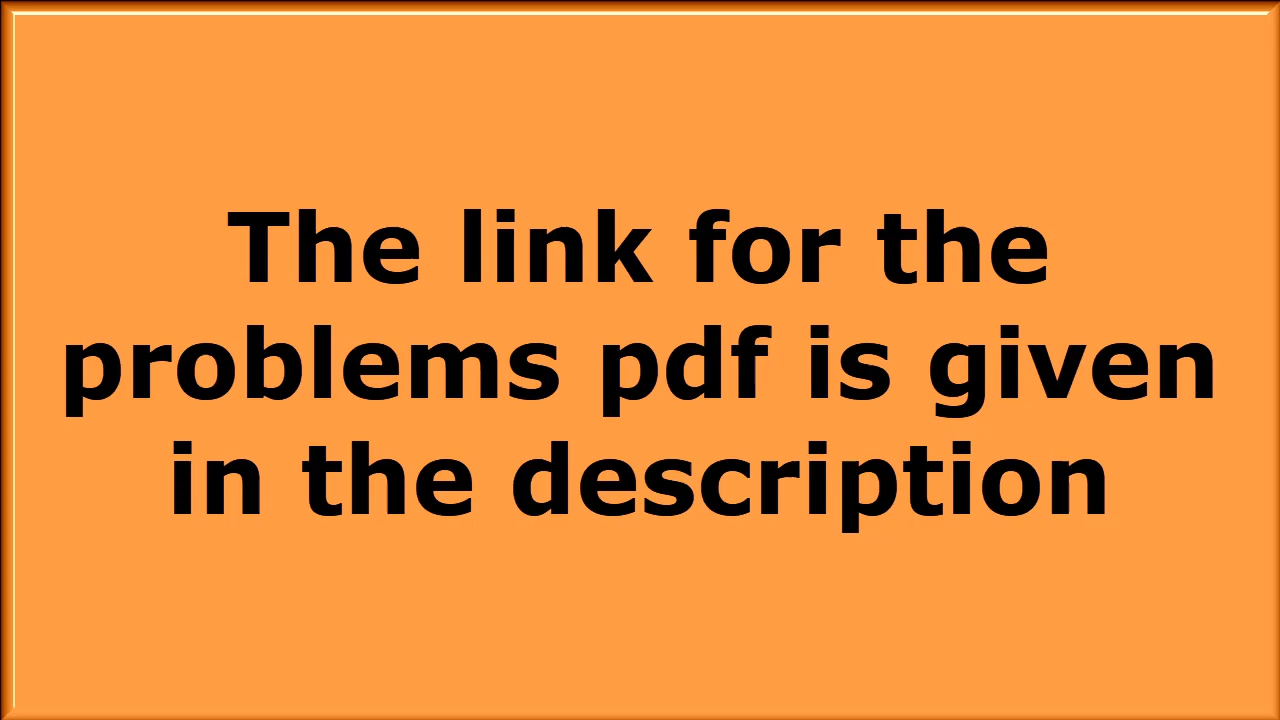 The link for the
problems pdf is given
in the description